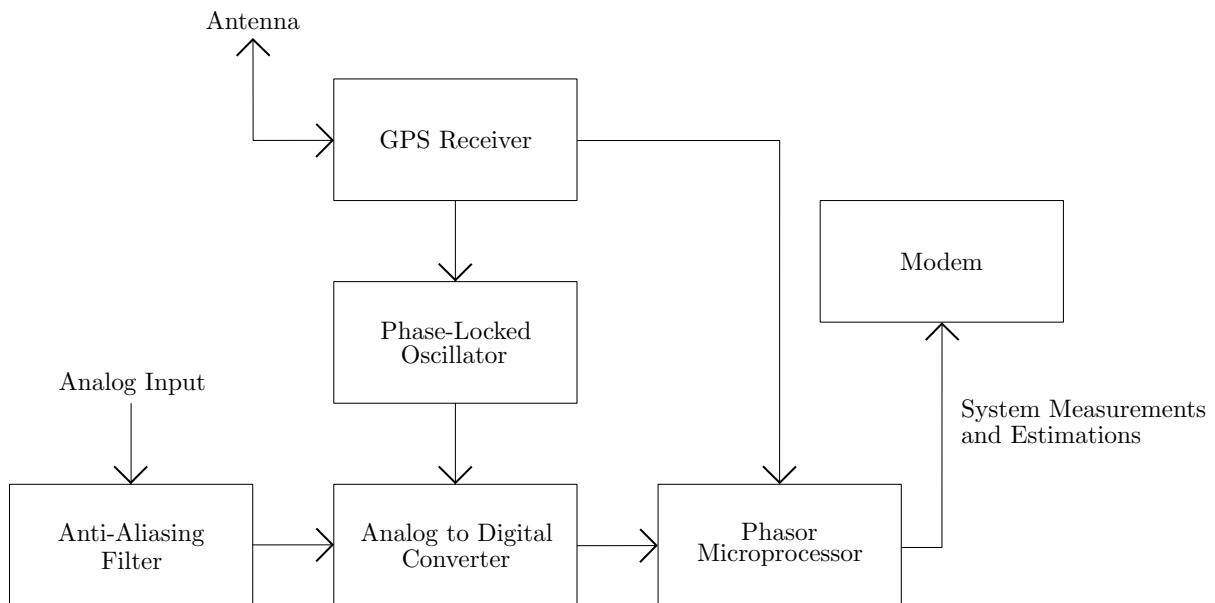 Antenna
GPS Receiver
Modem
Phase-Locked
Oscillator
Analog Input
System Measurements
and Estimations
Anti-Aliasing
Filter
Analog to Digital
Converter
Phasor
Microprocessor